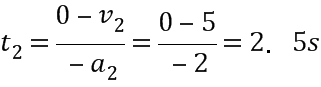 t₂ = (0 − v₂)/(− a₂) = (0 − 5)/(− 2) = 2. 5s